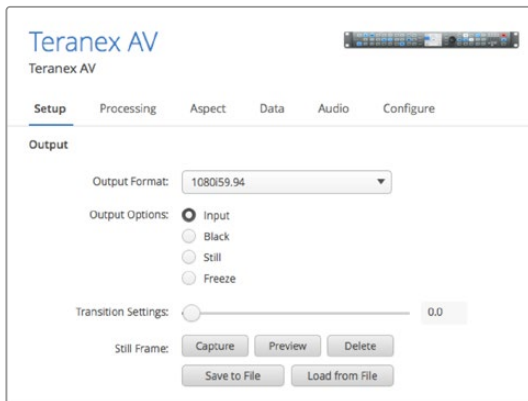 Teranex AV
Teranex AV
Setup Processing Aspect Data Audio Configure
Output
Output Format: 1080i59.94
Output Options: Input
Black
Still
Freeze
Transition Settings: 0.0
Still Frame: Capture Preview Delete
Save to File Load from File